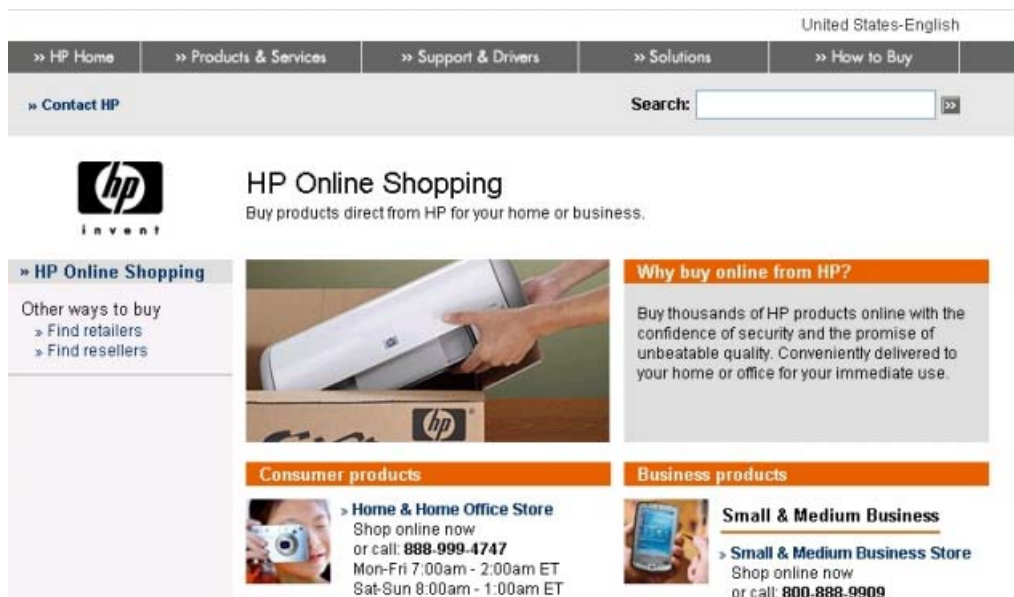 United States-English
» HP Home » Products & Services » Support & Drivers » Solutions » How to Buy
» Contact HP
Search: »
hp
invent
HP Online Shopping
Buy products direct from HP for your home or business.
» HP Online Shopping
Other ways to buy
» Find retailers
» Find resellers
hp
Why buy online from HP?
Buy thousands of HP products online with the
confidence of security and the promise of
unbeatable quality. Conveniently delivered to
your home or office for your immediate use.
Consumer products
» Home & Home Office Store
Shop online now
or call: 888-999-4747
Mon-Fri 7:00am - 2:00am ET
Sat-Sun 8:00am - 1:00am ET
Business products
Small & Medium Business
» Small & Medium Business Store
Shop online now
or call: 800-888-9909